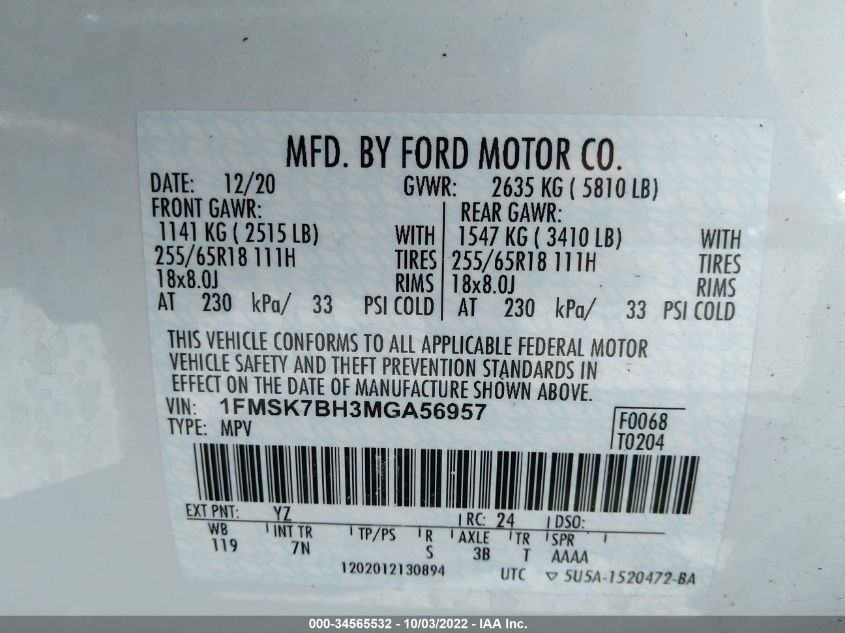 MFD. BY FORD MOTOR CO.
DATE: 12/20 GVWR: 2635 KG ( 5810 LB)
FRONT GAWR: REAR GAWR:
1141 KG ( 2515 LB) WITH 1547 KG ( 3410 LB) WITH
255/65R18 111H TIRES 255/65R18 111H TIRES
18x8.0J RIMS 18x8.0J RIMS
AT 230 kPa/ 33 PSI COLD AT 230 kPa/ 33 PSI COLD
THIS VEHICLE CONFORMS TO ALL APPLICABLE FEDERAL MOTOR
VEHICLE SAFETY AND THEFT PREVENTION STANDARDS IN
EFFECT ON THE DATE OF MANUFACTURE SHOWN ABOVE.
VIN: 1FMSK7BH3MGA56957 F0068
TYPE: MPV T0204
EXT PNT: YZ RC: 24 DSO:
WB INT TR TP/PS R AXLE TR SPR
119 7N S 3B T AAAA
1202012130894 UTC ▽ 5U5A-1520472-BA
000-34565532 - 10/03/2022 - IAA Inc.